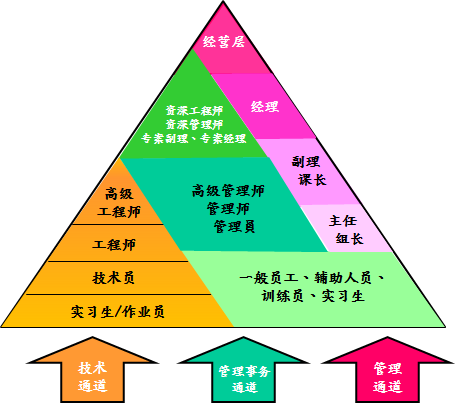 经营层
经理
资深工程师
资深管理师
专案副理、专案经理
副理
课长
高级
工程师
高级管理师
管理师
管理員
主任
组长
工程师
技术员
一般员工、辅助人员、
训练员、实习生
实习生/作业员
技术
通道
管理事务
通道
管理
通道